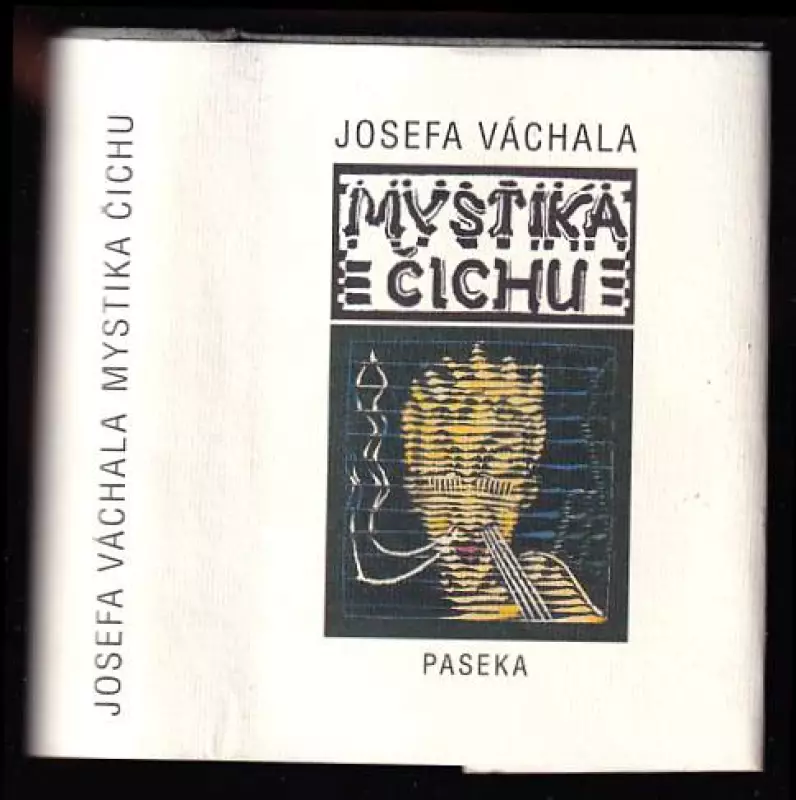 JOSEFA VÁCHALA MYSTIKA ČICHU
JOSEFA VÁCHALA
MYSTIKA
ČICHU
PASEKA